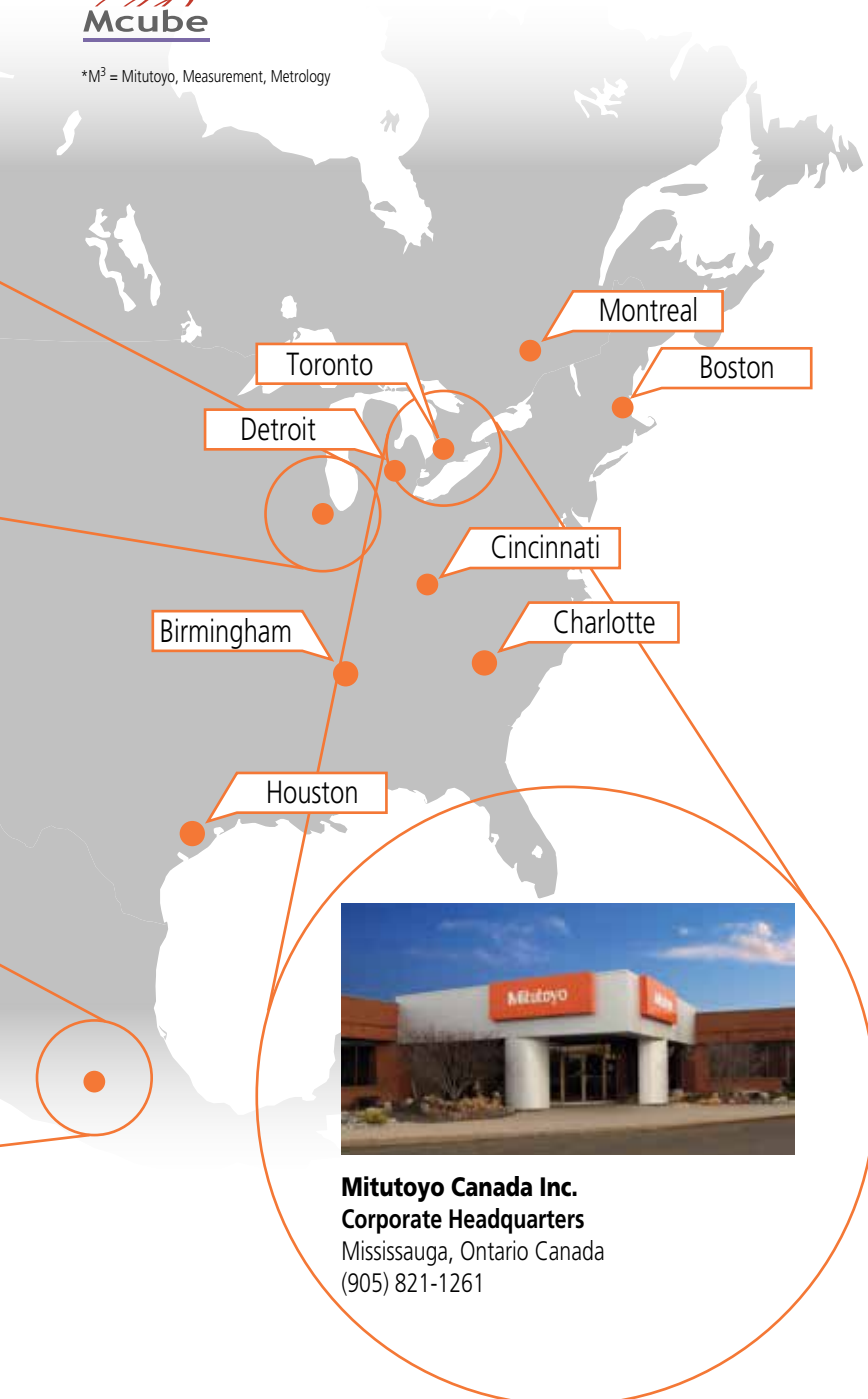 Mcube
*M³ = Mitutoyo, Measurement, Metrology
Montreal
Toronto
Boston
Detroit
Cincinnati
Birmingham
Charlotte
Houston
Mitutoyo
Mitutoyo Canada Inc.
Corporate Headquarters
Mississauga, Ontario Canada
(905) 821-1261